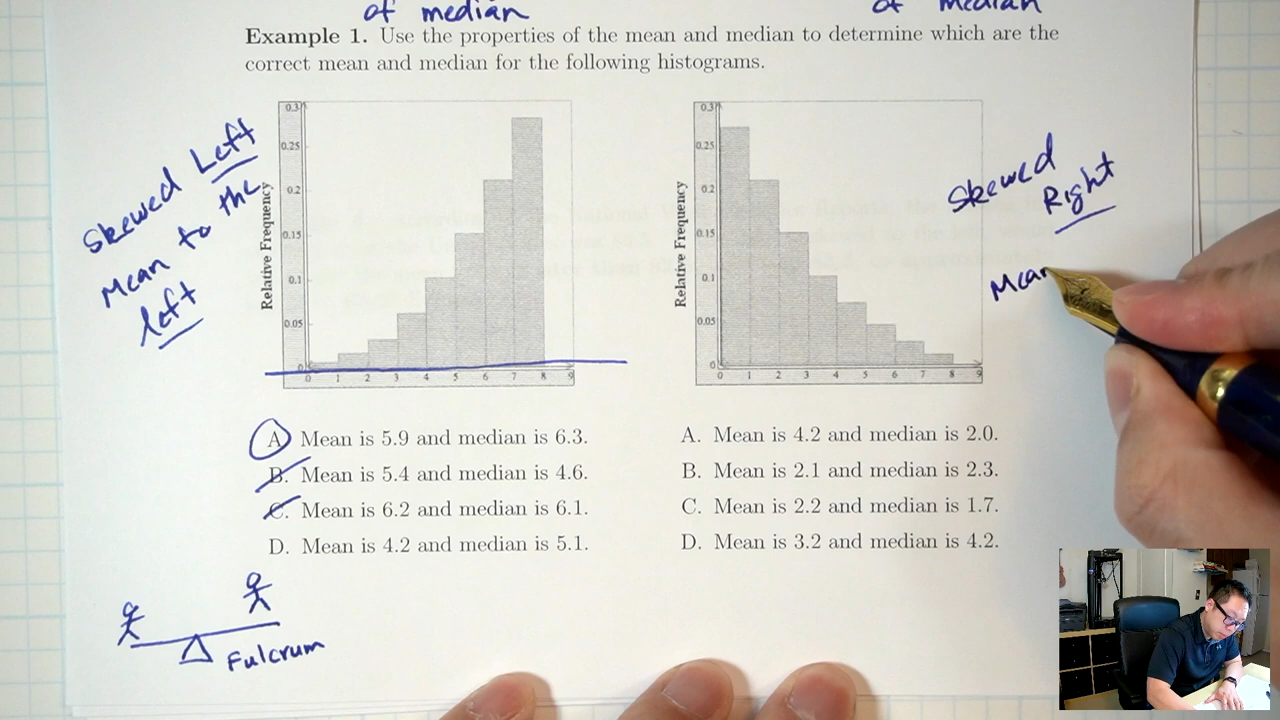 of median
of median
Example 1. Use the properties of the mean and median to determine which are the
correct mean and median for the following histograms.
Skewed Left
Mean to the
left
Relative Frequency
0.3
0.25
0.2
0.15
0.1
0.05
0
0 1 2 3 4 5 6 7 8 9
Relative Frequency
0.3
0.25
0.2
0.15
0.1
0.05
0
0 1 2 3 4 5 6 7 8 9
Skewed
Right
Mean
A. Mean is 5.9 and median is 6.3.
B. Mean is 5.4 and median is 4.6.
C. Mean is 6.2 and median is 6.1.
D. Mean is 4.2 and median is 5.1.
A. Mean is 4.2 and median is 2.0.
B. Mean is 2.1 and median is 2.3.
C. Mean is 2.2 and median is 1.7.
D. Mean is 3.2 and median is 4.2.
Fulcrum